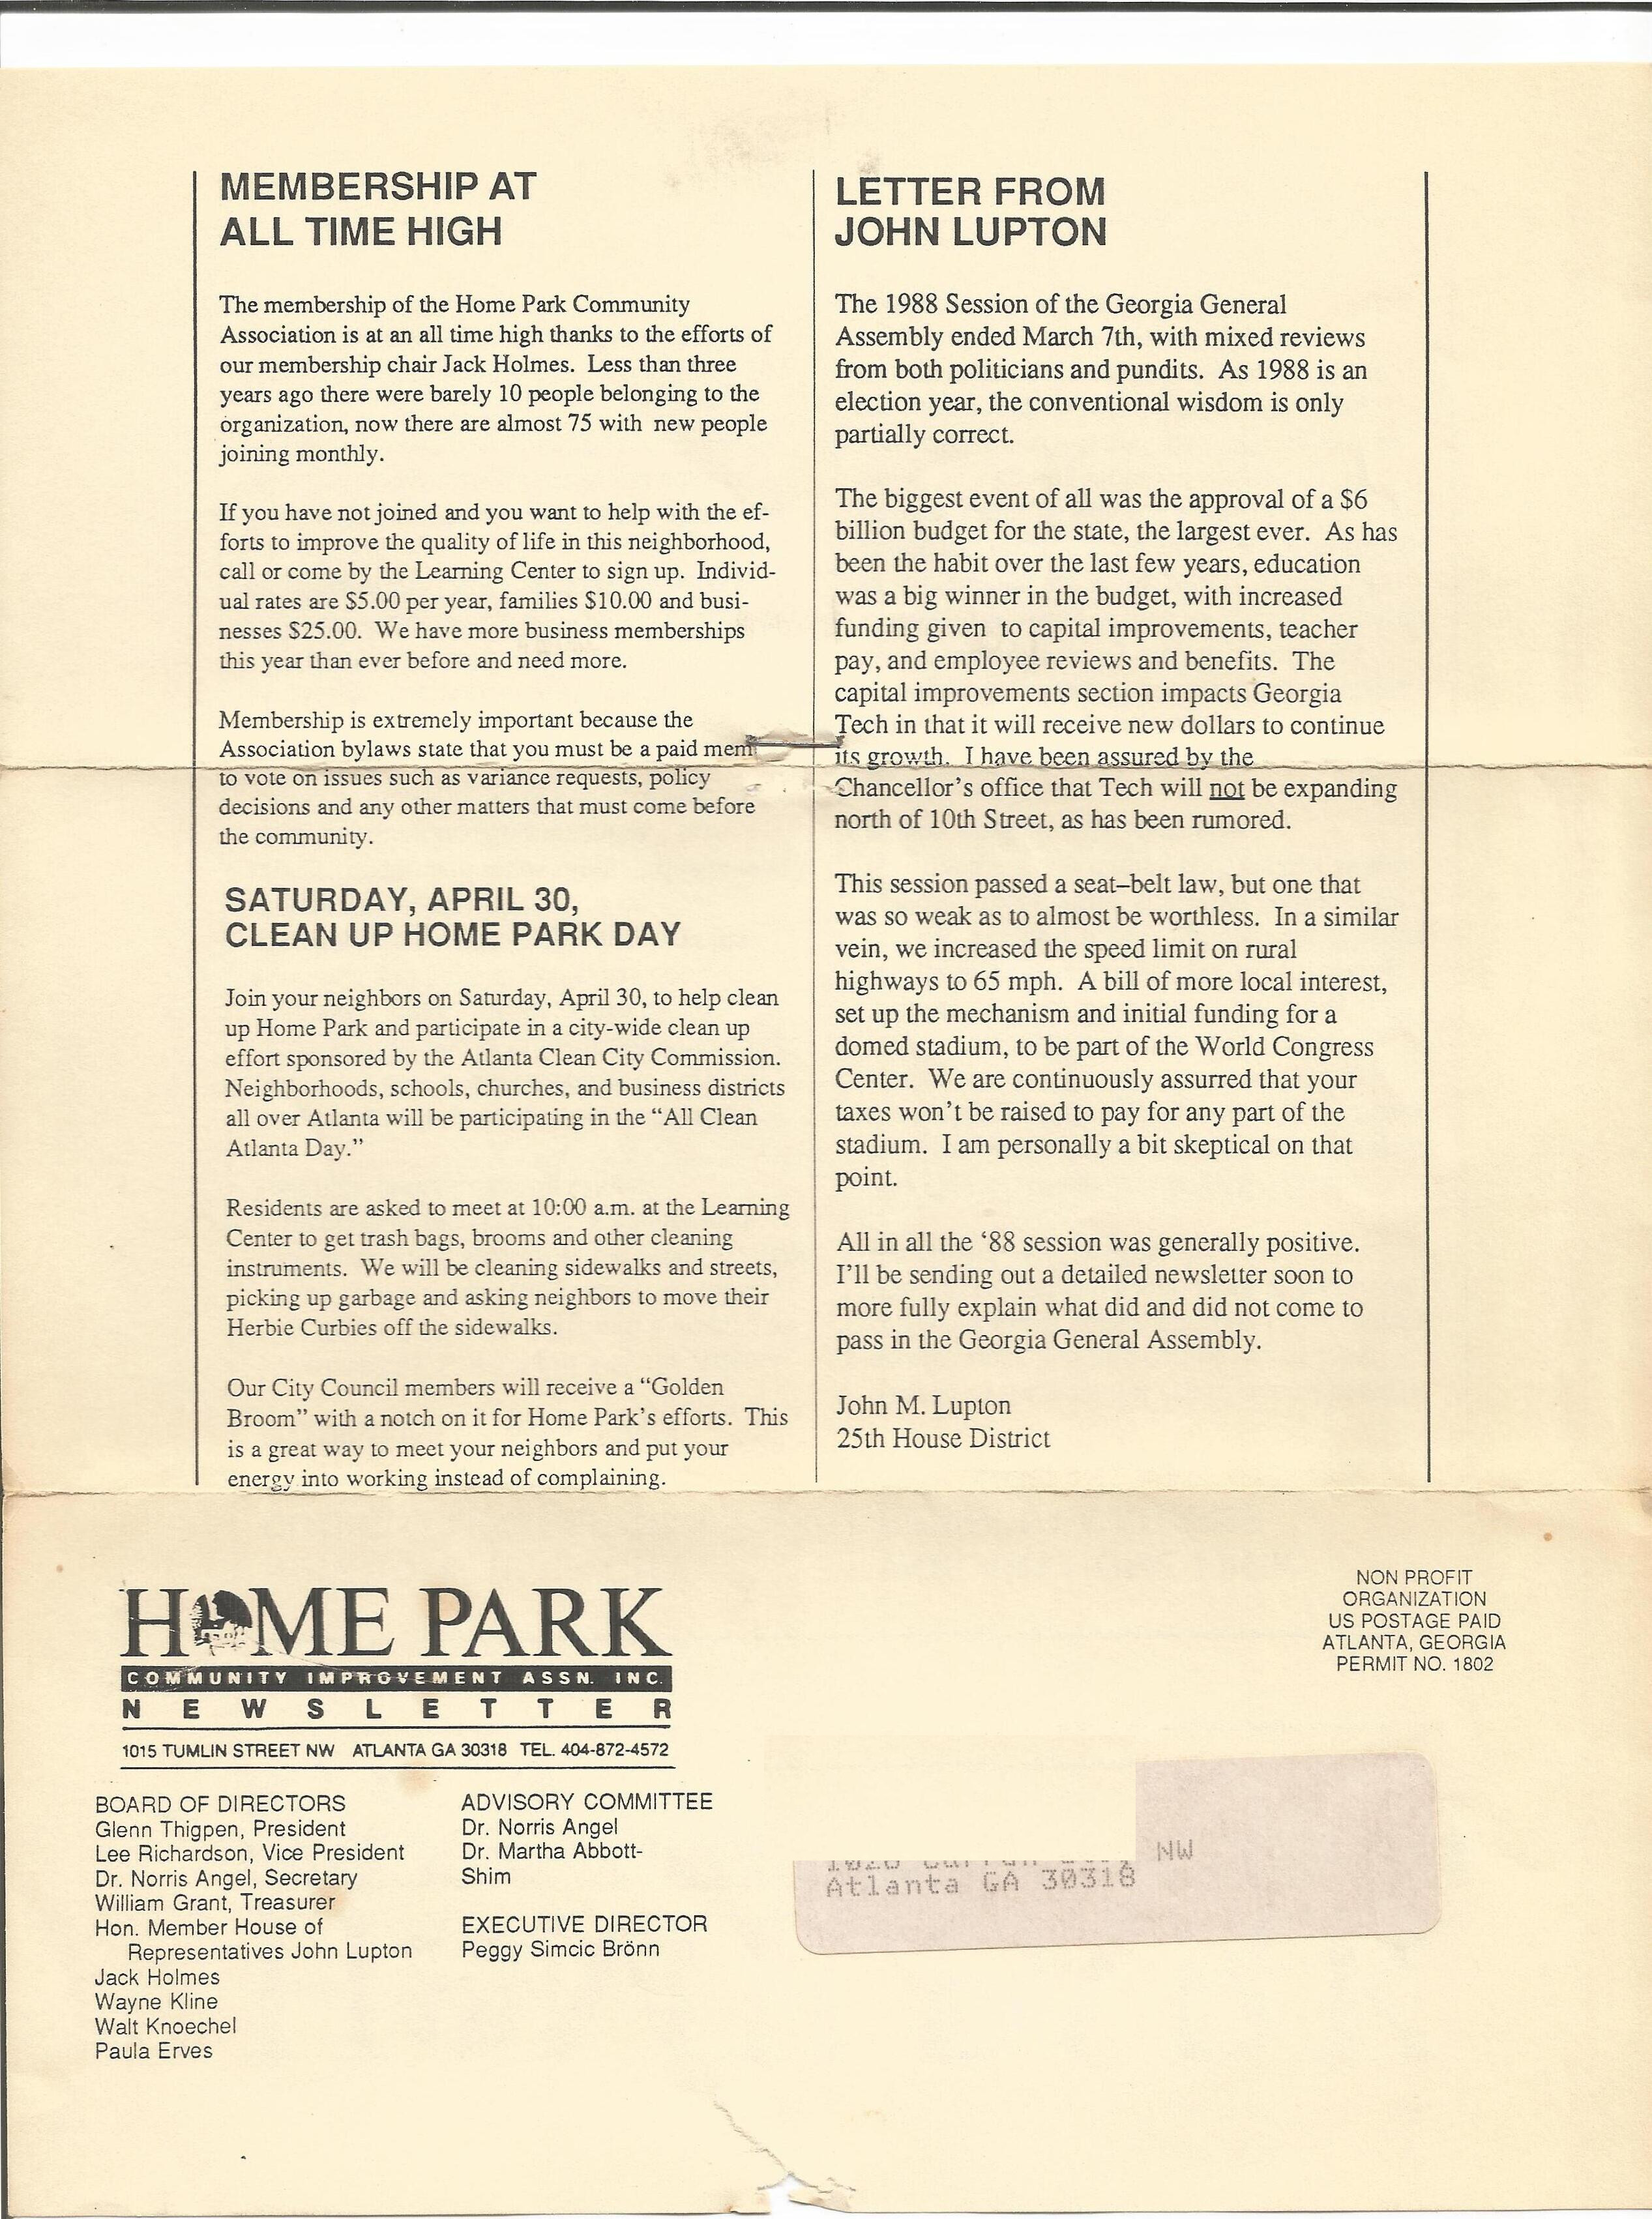 MEMBERSHIP AT
ALL TIME HIGH
The membership of the Home Park Community
Association is at an all time high thanks to the efforts of
our membership chair Jack Holmes. Less than three
years ago there were barely 10 people belonging to the
organization, now there are almost 75 with new people
joining monthly.
If you have not joined and you want to help with the ef-
forts to improve the quality of life in this neighborhood,
call or come by the Learning Center to sign up. Individ-
ual rates are $5.00 per year, families $10.00 and busi-
nesses $25.00. We have more business memberships
this year than ever before and need more.
Membership is extremely important because the
Association bylaws state that you must be a paid mem
to vote on issues such as variance requests, policy
decisions and any other matters that must come before
the community.
SATURDAY, APRIL 30,
CLEAN UP HOME PARK DAY
Join your neighbors on Saturday, April 30, to help clean
up Home Park and participate in a city-wide clean up
effort sponsored by the Atlanta Clean City Commission.
Neighborhoods, schools, churches, and business districts
all over Atlanta will be participating in the “All Clean
Atlanta Day.”
Residents are asked to meet at 10:00 a.m. at the Learning
Center to get trash bags, brooms and other cleaning
instruments. We will be cleaning sidewalks and streets,
picking up garbage and asking neighbors to move their
Herbie Curbies off the sidewalks.
Our City Council members will receive a “Golden
Broom” with a notch on it for Home Park’s efforts. This
is a great way to meet your neighbors and put your
energy into working instead of complaining.
LETTER FROM
JOHN LUPTON
The 1988 Session of the Georgia General
Assembly ended March 7th, with mixed reviews
from both politicians and pundits. As 1988 is an
election year, the conventional wisdom is only
partially correct.
The biggest event of all was the approval of a $6
billion budget for the state, the largest ever. As has
been the habit over the last few years, education
was a big winner in the budget, with increased
funding given to capital improvements, teacher
pay, and employee reviews and benefits. The
capital improvements section impacts Georgia
Tech in that it will receive new dollars to continue
its growth. I have been assured by the
Chancellor’s office that Tech will not be expanding
north of 10th Street, as has been rumored.
This session passed a seat–belt law, but one that
was so weak as to almost be worthless. In a similar
vein, we increased the speed limit on rural
highways to 65 mph. A bill of more local interest,
set up the mechanism and initial funding for a
domed stadium, to be part of the World Congress
Center. We are continuously assurred that your
taxes won’t be raised to pay for any part of the
stadium. I am personally a bit skeptical on that
point.
All in all the ‘88 session was generally positive.
I’ll be sending out a detailed newsletter soon to
more fully explain what did and did not come to
pass in the Georgia General Assembly.
John M. Lupton
25th House District
HOME PARK
COMMUNITY IMPROVEMENT ASSN. INC.
NEWSLETTER
1015 TUMLIN STREET NW ATLANTA GA 30318 TEL. 404-872-4572
BOARD OF DIRECTORS
Glenn Thigpen, President
Lee Richardson, Vice President
Dr. Norris Angel, Secretary
William Grant, Treasurer
Hon. Member House of
Representatives John Lupton
Jack Holmes
Wayne Kline
Walt Knoechel
Paula Erves
ADVISORY COMMITTEE
Dr. Norris Angel
Dr. Martha Abbott-
Shim
EXECUTIVE DIRECTOR
Peggy Simcic Brönn
NON PROFIT
ORGANIZATION
US POSTAGE PAID
ATLANTA, GEORGIA
PERMIT NO. 1802
NW
Atlanta GA 30318